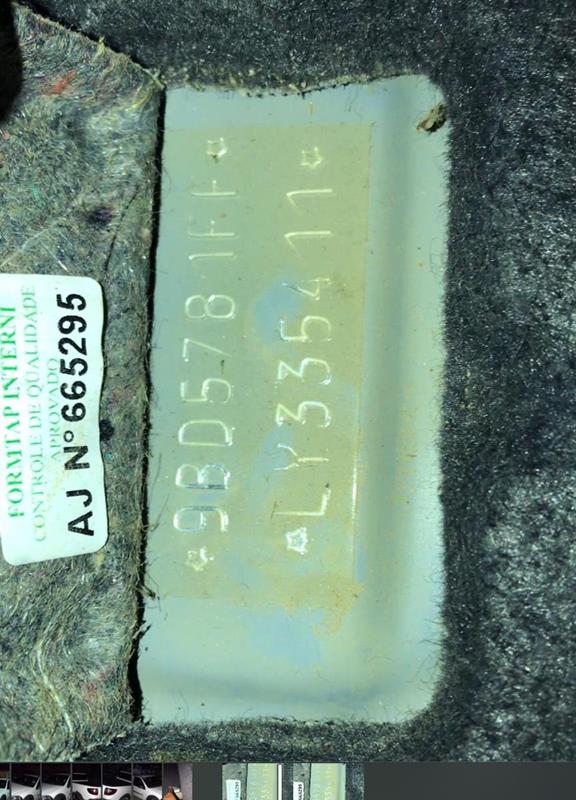 FORMTAP INTERNI
CONTROLE DE QUALIDADE
APROVADO
AJ Nº 665295
☆9BD5781FF☆
☆LY335411☆